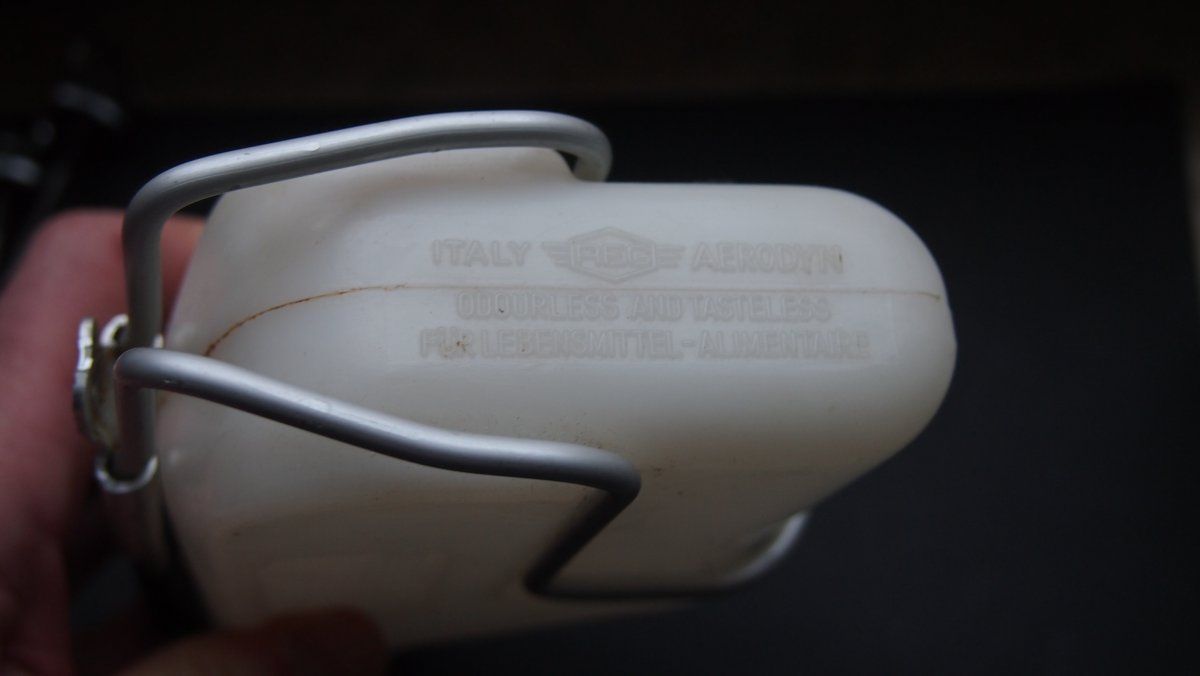 ITALY REG AERODYN
ODOURLESS AND TASTELESS
FÜR LEBENSMITTEL-ALIMENTAIRE